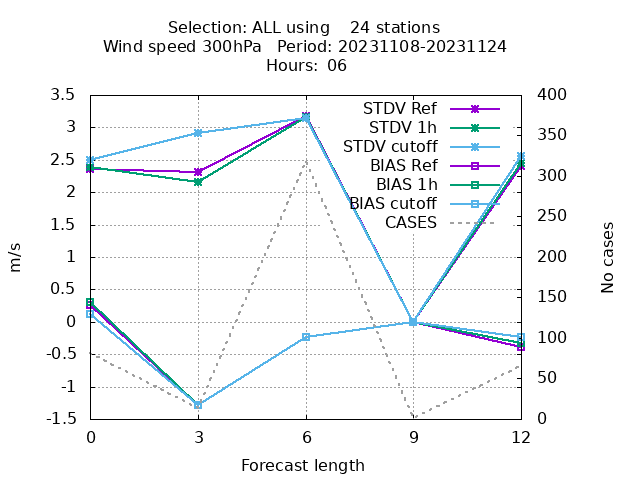 Selection: ALL using    24 stations
Wind speed 300hPa   Period: 20231108-20231124
Hours:  06
STDV Ref
STDV 1h
STDV cutoff
BIAS Ref
BIAS 1h
BIAS cutoff
CASES
3.5
3
2.5
2
1.5
1
0.5
0
-0.5
-1
-1.5
m/s
400
350
300
250
200
150
100
50
0
No cases
0 3 6 9 12
Forecast length